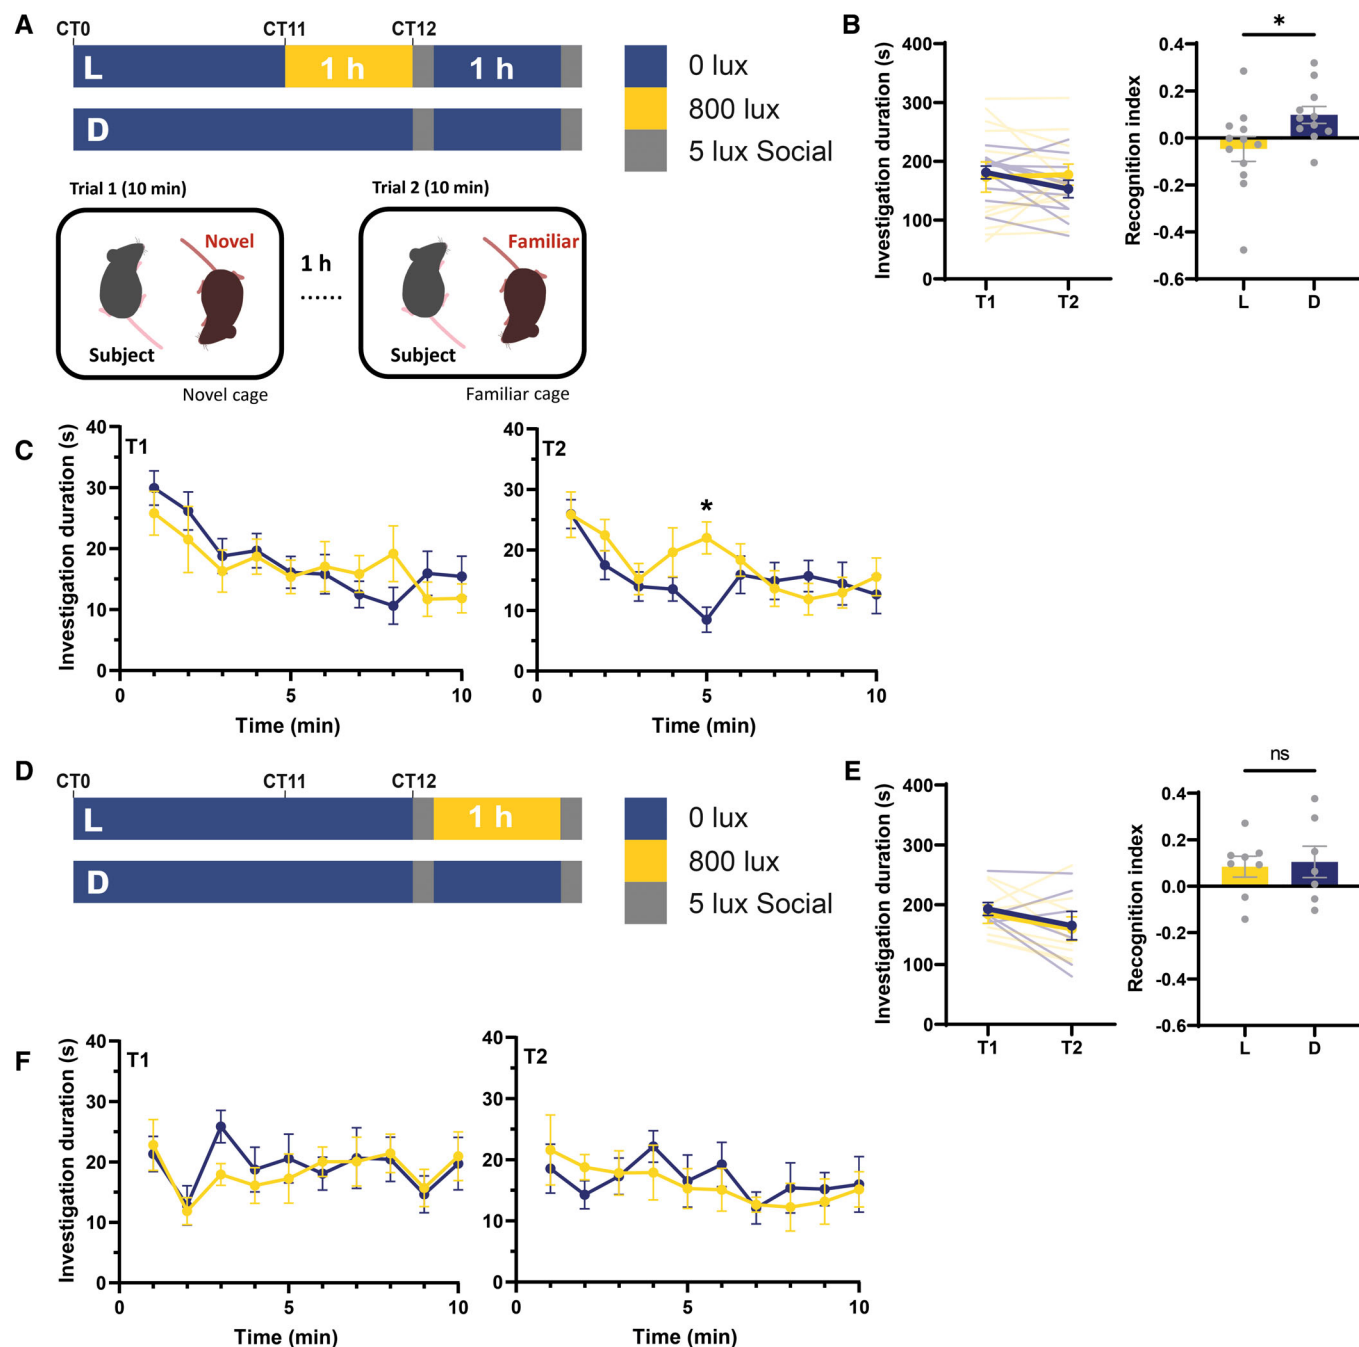 A
CT0 CT11 CT12
L 1 h 1 h
D
0 lux
800 lux
5 lux Social
Trial 1 (10 min) Trial 2 (10 min)
Novel Familiar
1 h
......
Subject Subject
Novel cage Familiar cage
B
Investigation duration (s)
400
300
200
100
0
T1 T2
*
Recognition index
0.4
0.2
0.0
-0.2
-0.4
-0.6
L D
C
Investigation duration (s)
T1
40
30
20
10
0
0 5 10
Time (min)
T2
40
30
20
10
0
*
0 5 10
Time (min)
D
CT0 CT11 CT12
L 1 h
D
0 lux
800 lux
5 lux Social
E
Investigation duration (s)
400
300
200
100
0
T1 T2
ns
Recognition index
0.4
0.2
0.0
-0.2
-0.4
-0.6
L D
F
Investigation duration (s)
T1
40
30
20
10
0
0 5 10
Time (min)
T2
40
30
20
10
0
0 5 10
Time (min)